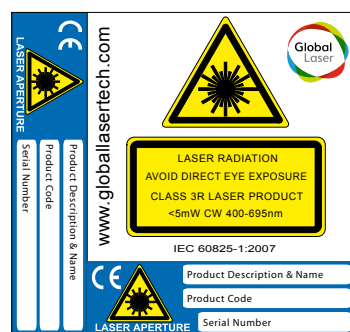 CE
LASER APERTURE
Product Description & Name
Product Code
Serial Number
www.globallasertech.com
Global
Laser
LASER RADIATION
AVOID DIRECT EYE EXPOSURE
CLASS 3R LASER PRODUCT
<5mW CW 400-695nm
IEC 60825-1:2007
CE
LASER APERTURE
Product Description & Name
Product Code
Serial Number